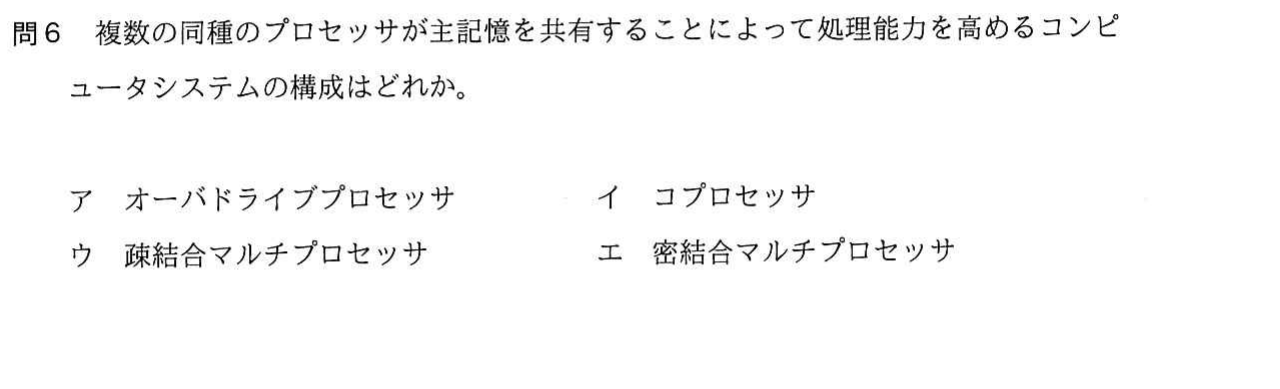 問6 複数の同種のプロセッサが主記憶を共有することによって処理能力を高めるコンピ
ュータシステムの構成はどれか。
ア オーバドライブプロセッサ イ コプロセッサ
ウ 疎結合マルチプロセッサ エ 密結合マルチプロセッサ